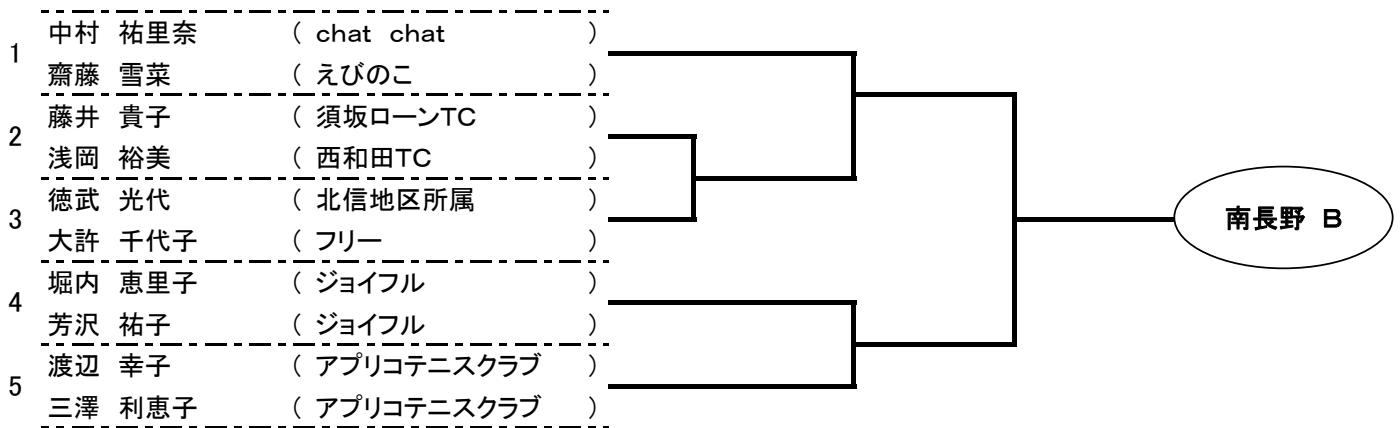 中村 祐里奈 ( chat chat )
1
齋藤 雪菜 ( えびのこ )
藤井 貴子 ( 須坂ローンTC )
2
浅岡 裕美 ( 西和田TC )
徳武 光代 ( 北信地区所属 )
3
大許 千代子 ( フリー )
堀内 恵里子 ( ジョイフル )
4
芳沢 祐子 ( ジョイフル )
渡辺 幸子 ( アプリコテニスクラブ )
5
三澤 利恵子 ( アプリコテニスクラブ )
南長野 B